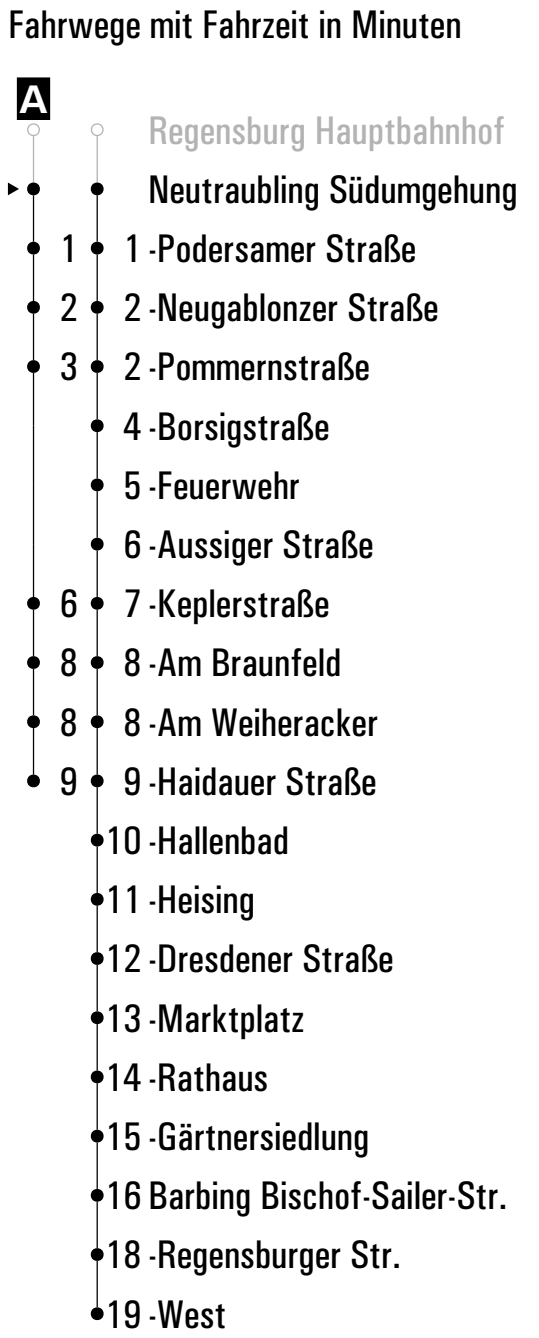 Fahrwege mit Fahrzeit in Minuten
A
Regensburg Hauptbahnhof
Neutraubling Südumgehung
1 1 -Podersamer Straße
2 2 -Neugablonzer Straße
3 2 -Pommernstraße
4 -Borsigstraße
5 -Feuerwehr
6 -Aussiger Straße
6 7 -Keplerstraße
8 8 -Am Braunfeld
8 8 -Am Weiheracker
9 9 -Haidauer Straße
10 -Hallenbad
11 -Heising
12 -Dresdener Straße
13 -Marktplatz
14 -Rathaus
15 -Gärtnersiedlung
16 Barbing Bischof-Sailer-Str.
18 -Regensburger Str.
19 -West